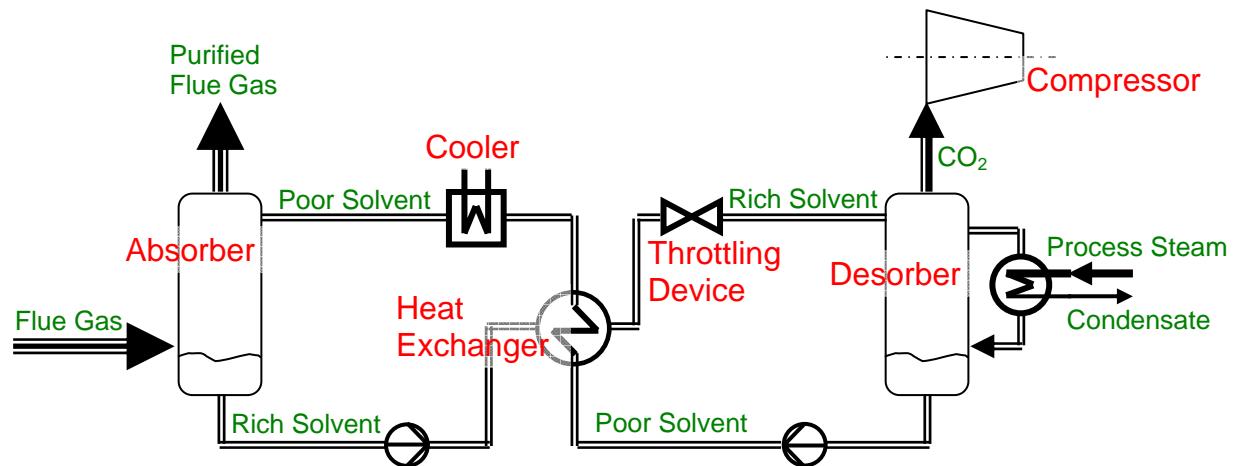 Purified
Flue Gas
Compressor
Cooler
CO₂
Poor Solvent
Rich Solvent
Absorber
Throttling
Device
Desorber
Process Steam
Flue Gas
Heat
Exchanger
Condensate
Rich Solvent
Poor Solvent